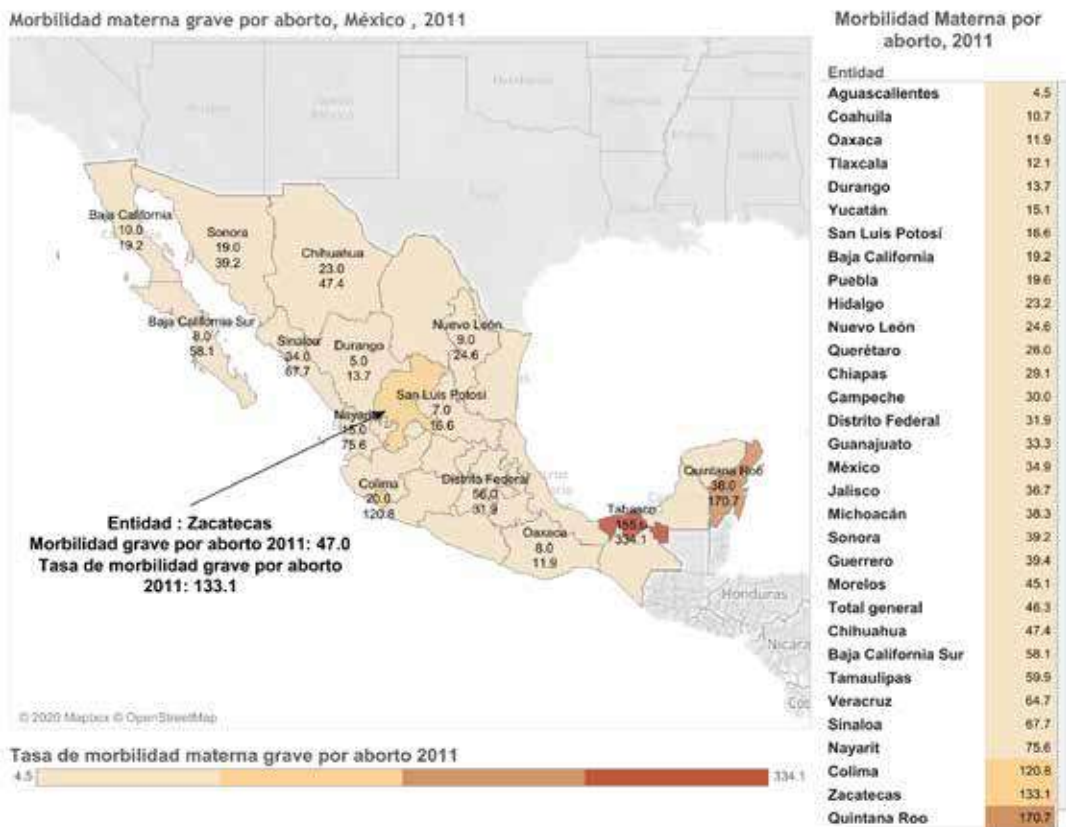 Morbilidad materna grave por aborto, México , 2011
Baja California
10.0
19.2
Sonora
19.0
39.2
Chihuahua
23.0
47.4
Baja California Sur
8.0
58.1
Sinaloa
34.0
67.7
Durango
5.0
13.7
Nuevo León
9.0
24.6
San Luis Potosí
7.0
16.6
Nayarit
15.0
75.6
Colima
20.0
120.8
Distrito Federal
56.0
31.9
Oaxaca
8.0
11.9
Tabasco
155.0
334.1
Quintana Roo
38.0
170.7
Honduras
Entidad : Zacatecas
Morbilidad grave por aborto 2011: 47.0
Tasa de morbilidad grave por aborto
2011: 133.1
© 2020 Mapbox © OpenStreetMap
Tasa de morbilidad materna grave por aborto 2011
4.5
334.1
Morbilidad Materna por
aborto, 2011
Entidad
Aguascalientes 4.5
Coahuila 10.7
Oaxaca 11.9
Tlaxcala 12.1
Durango 13.7
Yucatán 15.1
San Luis Potosí 16.6
Baja California 19.2
Puebla 19.6
Hidalgo 23.2
Nuevo León 24.6
Querétaro 26.0
Chiapas 29.1
Campeche 30.0
Distrito Federal 31.9
Guanajuato 33.3
México 34.9
Jalisco 36.7
Michoacán 38.3
Sonora 39.2
Guerrero 39.4
Morelos 45.1
Total general 46.3
Chihuahua 47.4
Baja California Sur 58.1
Tamaulipas 59.9
Veracruz 64.7
Sinaloa 67.7
Nayarit 75.6
Colima 120.8
Zacatecas 133.1
Quintana Roo 170.7